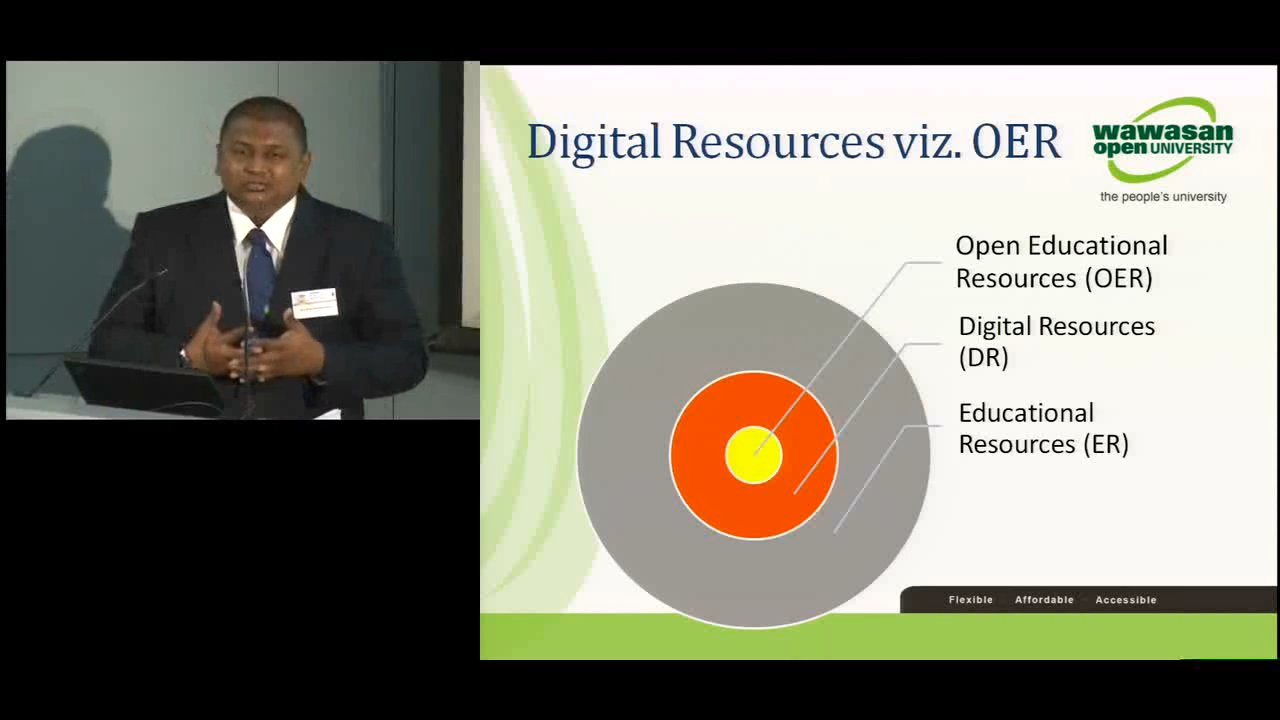 Digital Resources viz. OER
wawasan
open UNIVERSITY
the people's university
Open Educational
Resources (OER)
Digital Resources
(DR)
Educational
Resources (ER)
Flexible Affordable Accessible